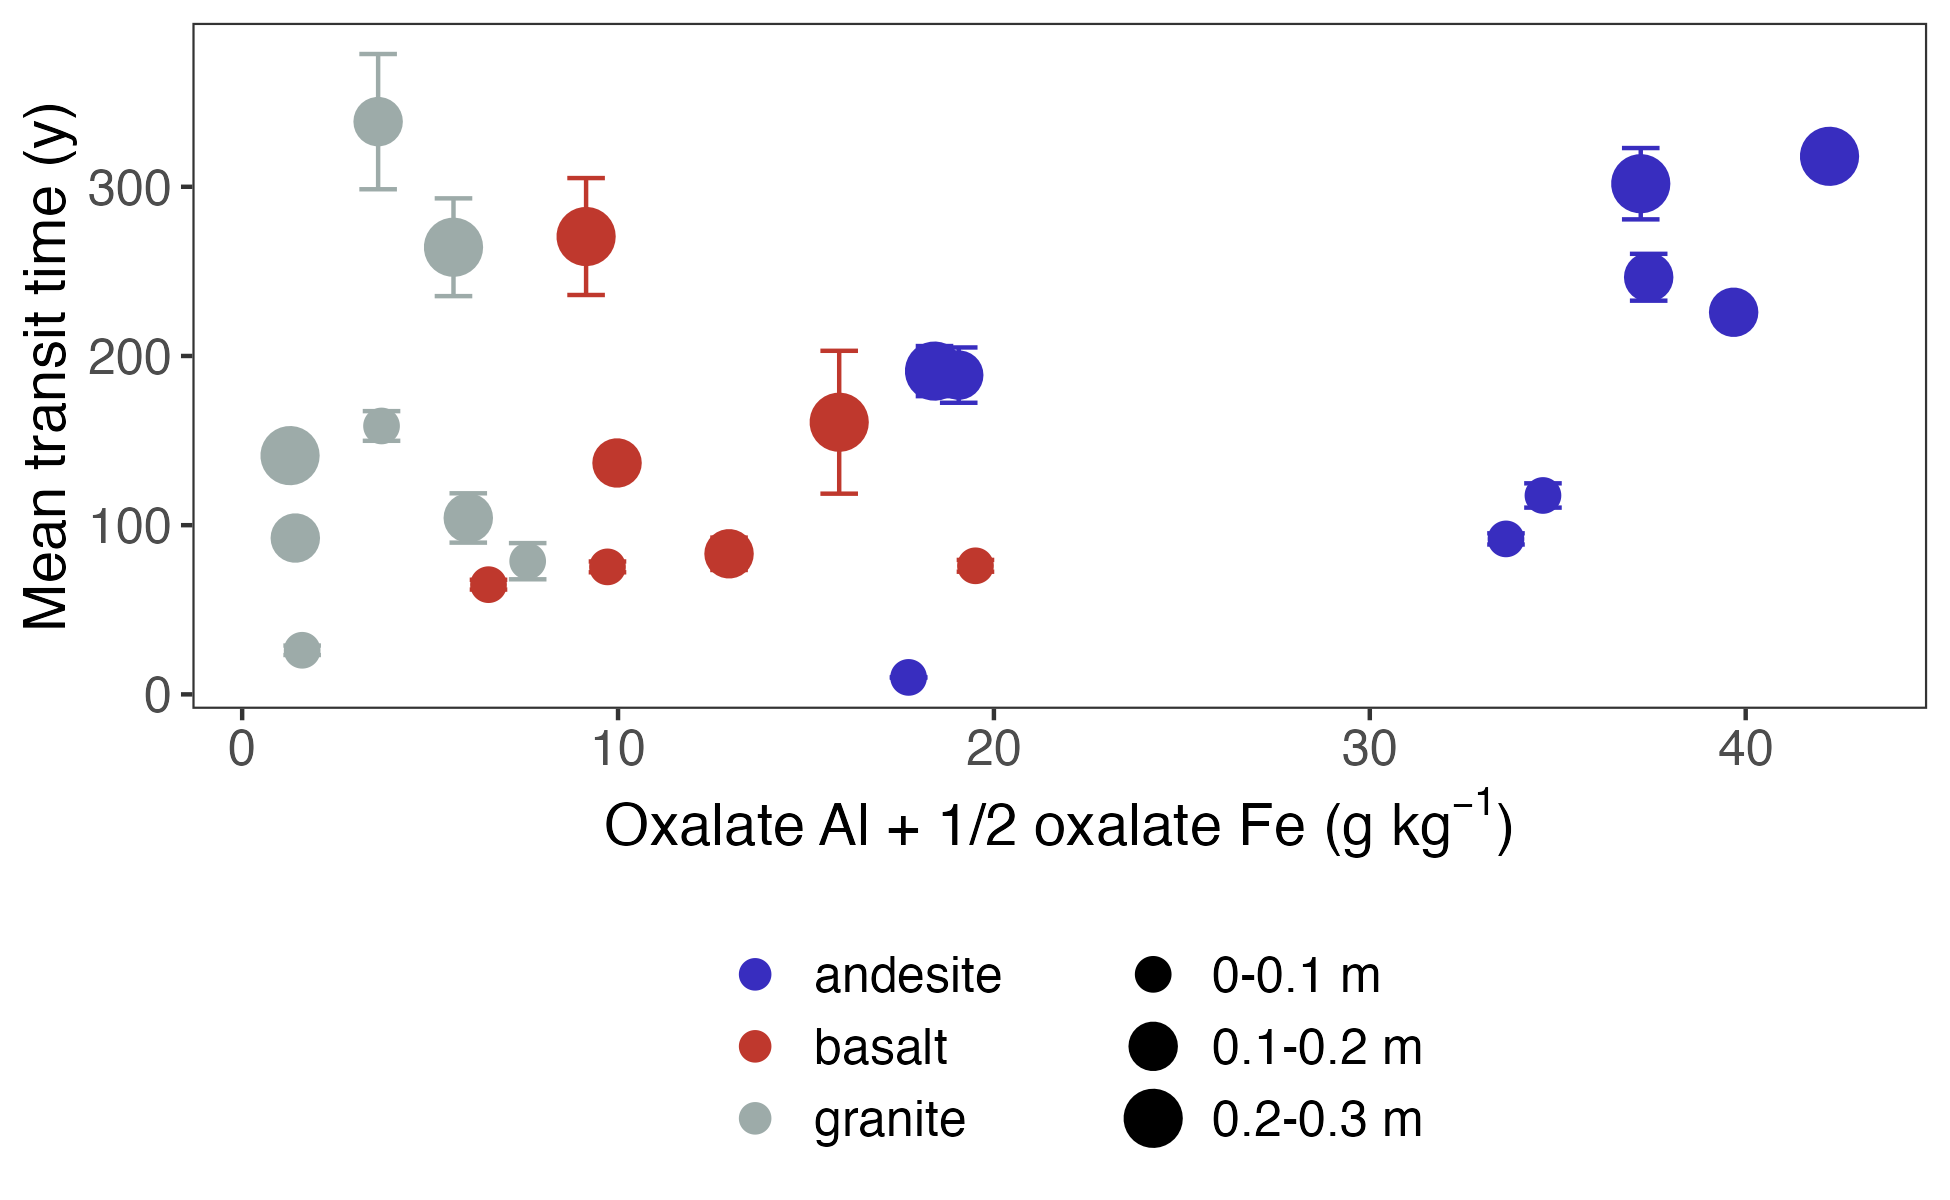 Mean transit time (y)
300
200
100
0
0 10 20 30 40
Oxalate Al + 1/2 oxalate Fe (g kg⁻¹)
andesite 0-0.1 m
basalt 0.1-0.2 m
granite 0.2-0.3 m